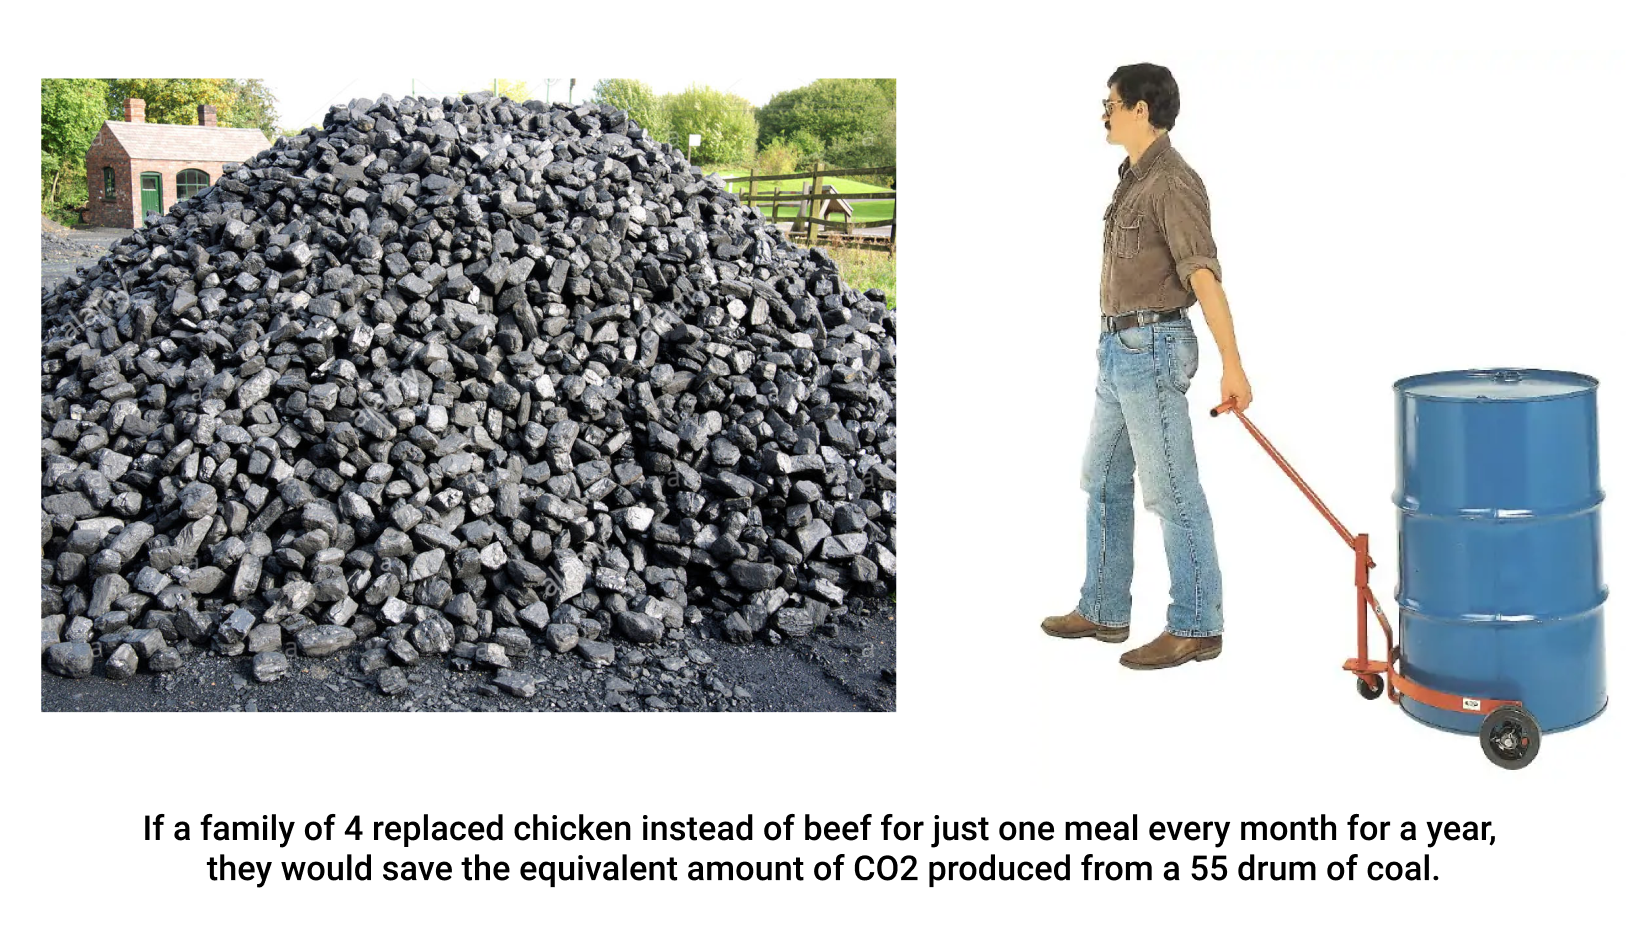 If a family of 4 replaced chicken instead of beef for just one meal every month for a year,
they would save the equivalent amount of CO2 produced from a 55 drum of coal.